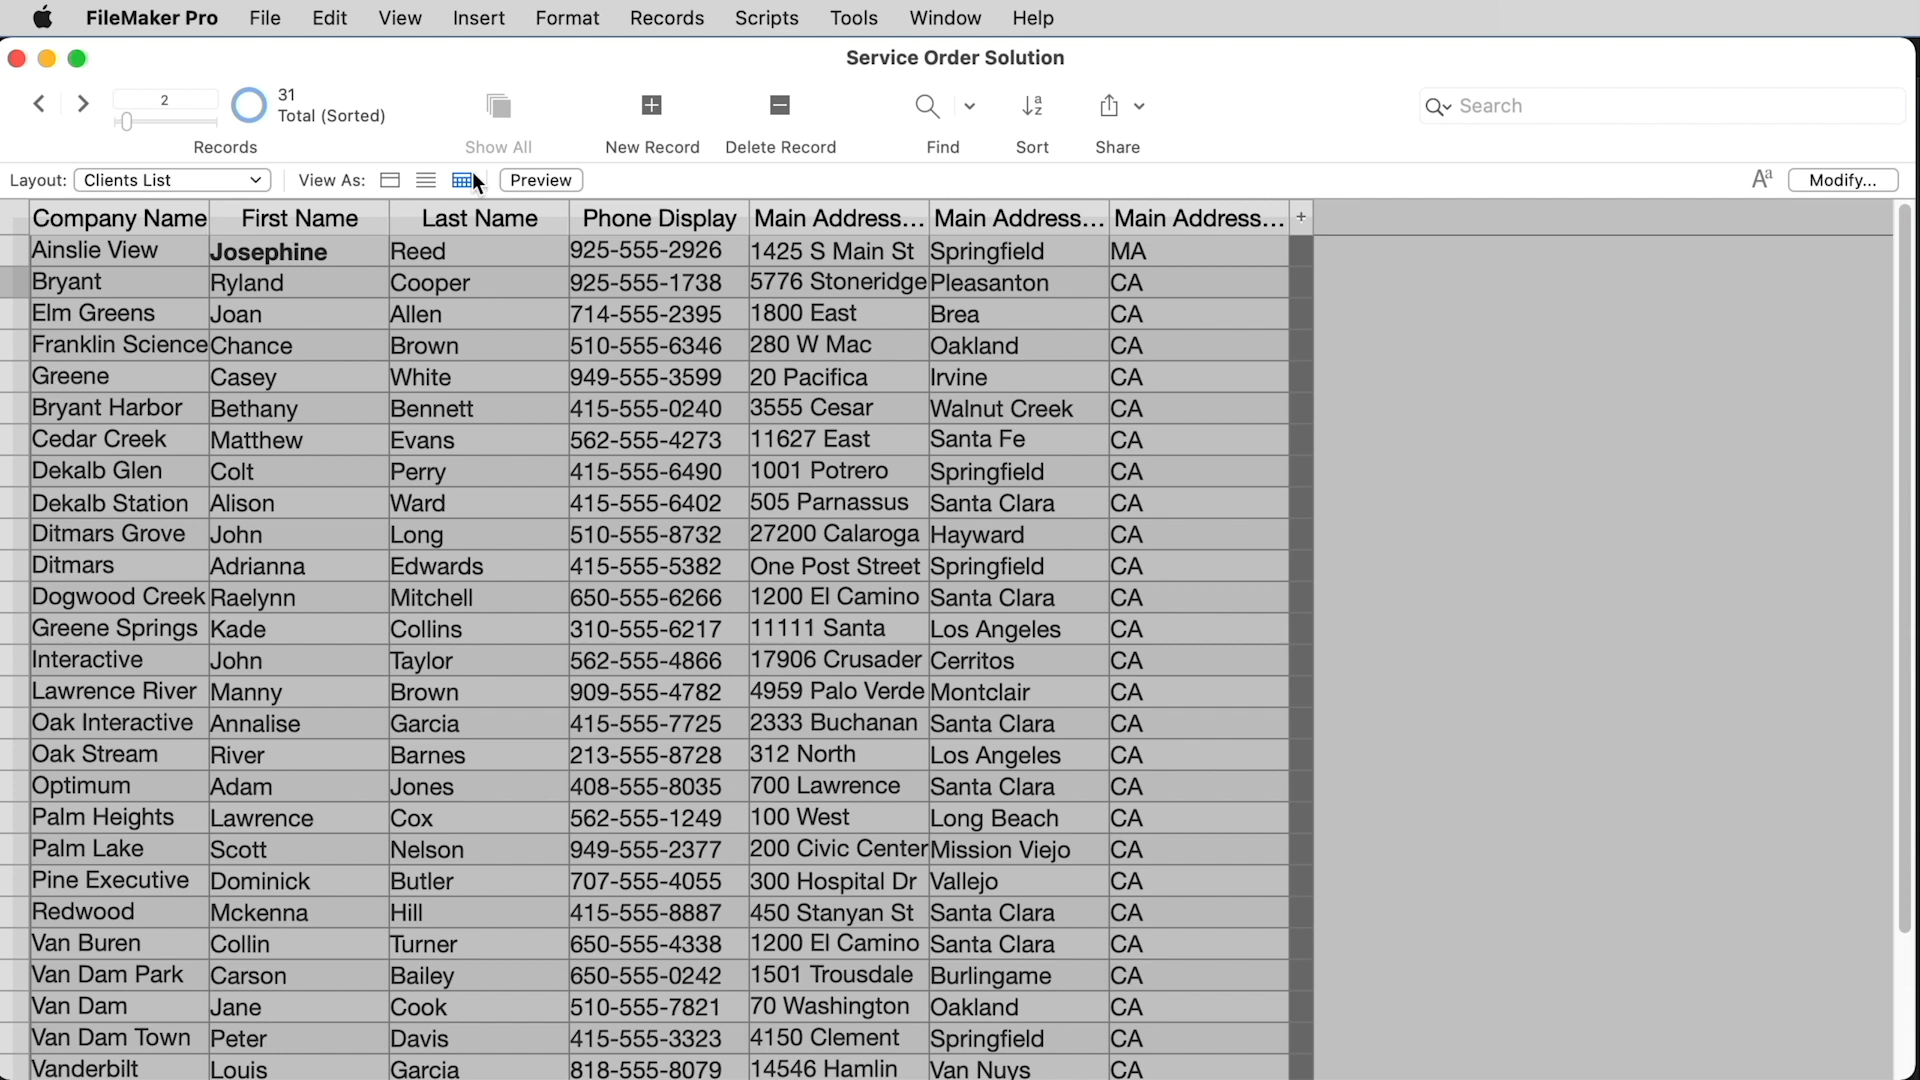 FileMaker Pro File Edit View Insert Format Records Scripts Tools Window Help
Service Order Solution
2 31 Total (Sorted) Search
Records Show All New Record Delete Record Find Sort Share
Layout: Clients List View As: Preview Aa Modify...
Company Name First Name Last Name Phone Display Main Address... Main Address... Main Address... +
Ainslie View Josephine Reed 925-555-2926 1425 S Main St Springfield MA
Bryant Ryland Cooper 925-555-1738 5776 Stoneridge Pleasanton CA
Elm Greens Joan Allen 714-555-2395 1800 East Brea CA
Franklin Science Chance Brown 510-555-6346 280 W Mac Oakland CA
Greene Casey White 949-555-3599 20 Pacifica Irvine CA
Bryant Harbor Bethany Bennett 415-555-0240 3555 Cesar Walnut Creek CA
Cedar Creek Matthew Evans 562-555-4273 11627 East Santa Fe CA
Dekalb Glen Colt Perry 415-555-6490 1001 Potrero Springfield CA
Dekalb Station Alison Ward 415-555-6402 505 Parnassus Santa Clara CA
Ditmars Grove John Long 510-555-8732 27200 Calaroga Hayward CA
Ditmars Adrianna Edwards 415-555-5382 One Post Street Springfield CA
Dogwood Creek Raelynn Mitchell 650-555-6266 1200 El Camino Santa Clara CA
Greene Springs Kade Collins 310-555-6217 11111 Santa Los Angeles CA
Interactive John Taylor 562-555-4866 17906 Crusader Cerritos CA
Lawrence River Manny Brown 909-555-4782 4959 Palo Verde Montclair CA
Oak Interactive Annalise Garcia 415-555-7725 2333 Buchanan Santa Clara CA
Oak Stream River Barnes 213-555-8728 312 North Los Angeles CA
Optimum Adam Jones 408-555-8035 700 Lawrence Santa Clara CA
Palm Heights Lawrence Cox 562-555-1249 100 West Long Beach CA
Palm Lake Scott Nelson 949-555-2377 200 Civic Center Mission Viejo CA
Pine Executive Dominick Butler 707-555-4055 300 Hospital Dr Vallejo CA
Redwood Mckenna Hill 415-555-8887 450 Stanyan St Santa Clara CA
Van Buren Collin Turner 650-555-4338 1200 El Camino Santa Clara CA
Van Dam Park Carson Bailey 650-555-0242 1501 Trousdale Burlingame CA
Van Dam Jane Cook 510-555-7821 70 Washington Oakland CA
Van Dam Town Peter Davis 415-555-3323 4150 Clement Springfield CA
Vanderbilt Louis Garcia 818-555-8079 14546 Hamlin Van Nuys CA